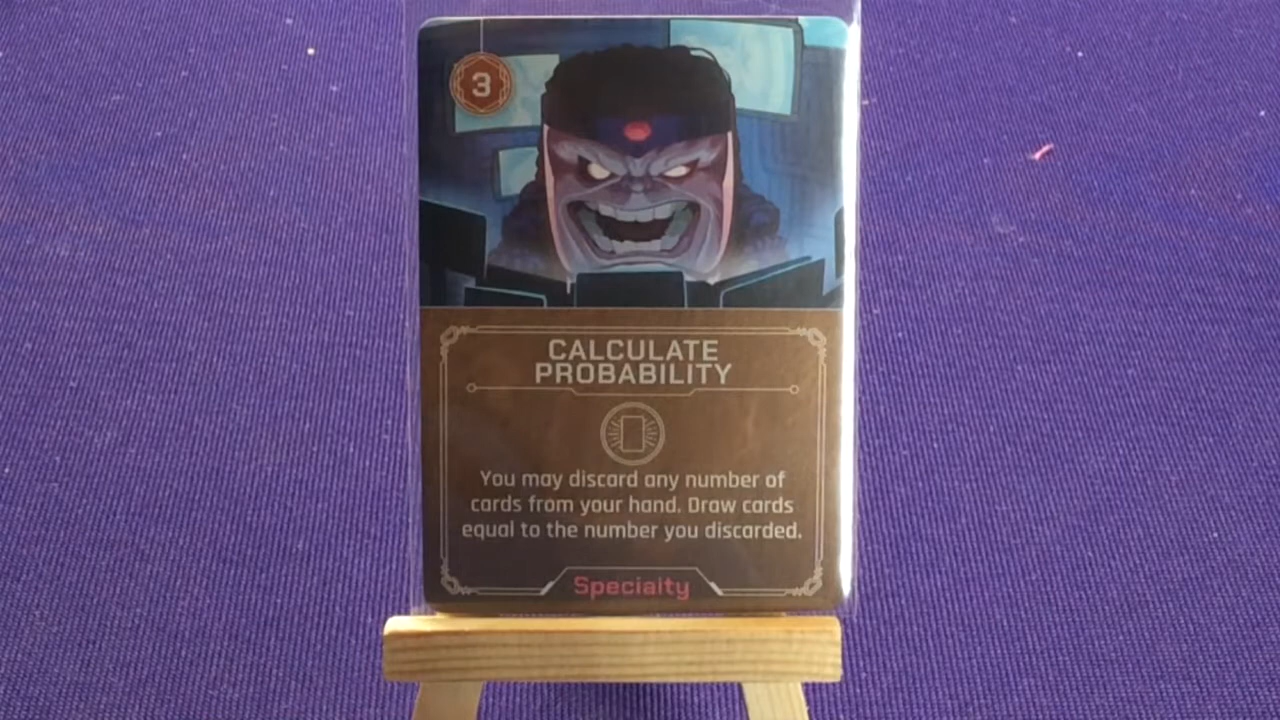 3
CALCULATE
PROBABILITY
You may discard any number of
cards from your hand. Draw cards
equal to the number you discarded.
Specialty